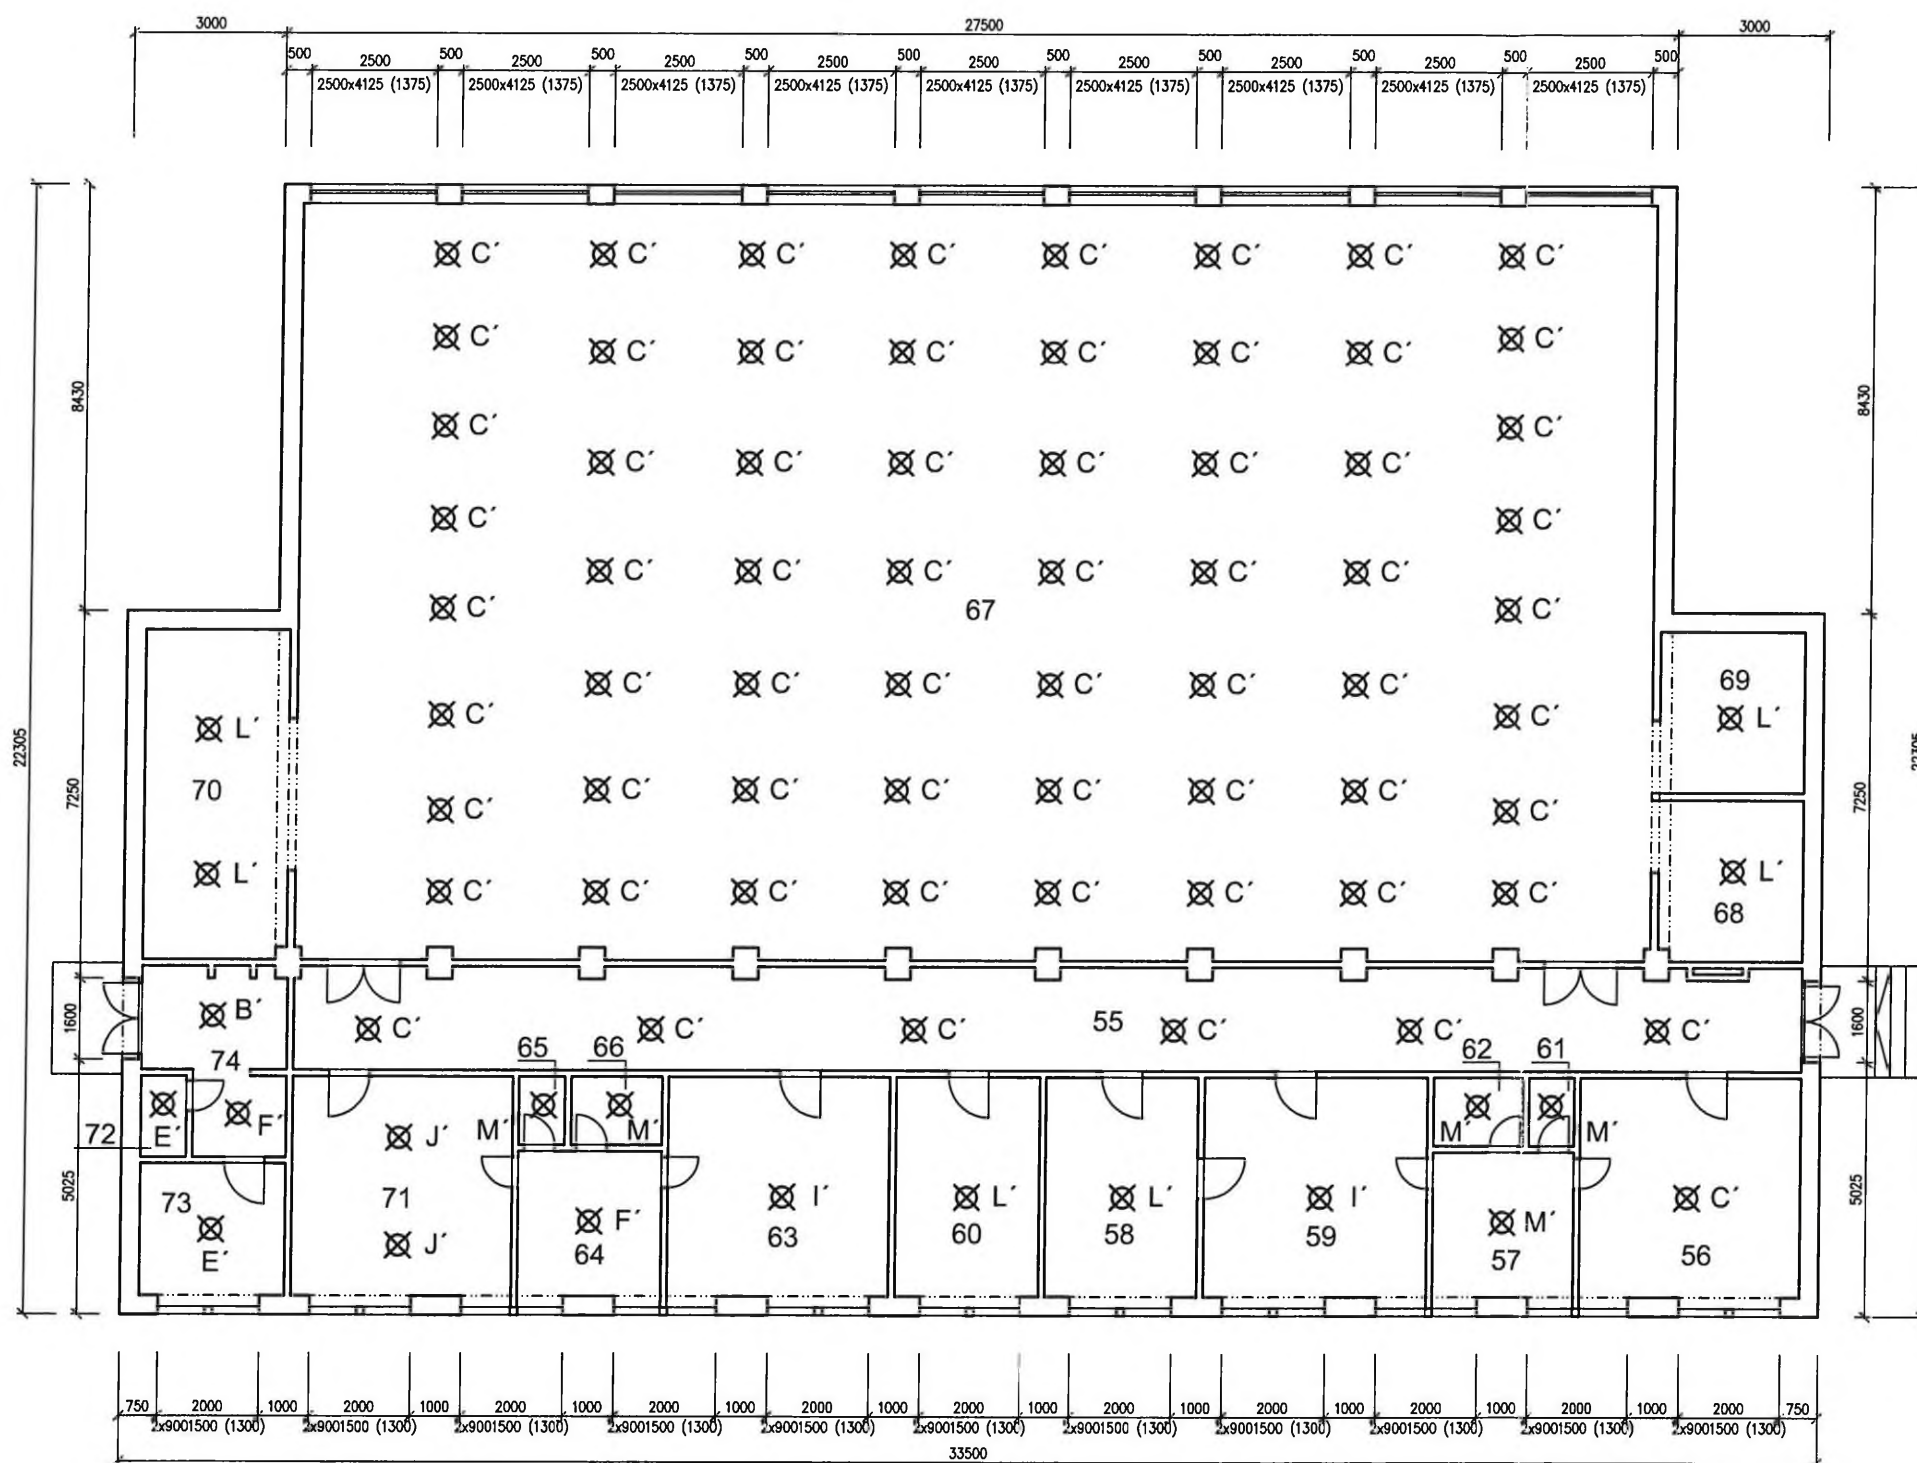 3000 27500 3000
500 2500 500 2500 500 2500 500 2500 500 2500 500 2500 500 2500 500 2500 500 2500 500
2500x4125 (1375) 2500x4125 (1375) 2500x4125 (1375) 2500x4125 (1375) 2500x4125 (1375) 2500x4125 (1375) 2500x4125 (1375) 2500x4125 (1375) 2500x4125 (1375)
C´ C´ C´ C´ C´ C´ C´ C´
C´ C´
C´ C´ C´ C´ C´ C´
8430 8430
C´ C´
C´ C´ C´ C´ C´ C´
C´ C´
C´ C´ C´ C´ C´ C´
C´ 67 C´
69
C´ C´ C´ C´ C´ C´
C´ C´ L´
L´
22305 22305
7250 70 7250
C´ C´ C´ C´ C´ C´
C´ C´
L´ L´
C´ C´ C´ C´ C´ C´ C´ C´
68
1600 B´ 55 1600
C´ C´ C´ C´ C´ C´
74 65 66 62 61
72 E´ F´ J´ M´ M´ M´ M´
5025 73 71 I´ L´ L´ I´ C´ 5025
F´ M´
E´ J´ 64 63 60 58 59 57 56
750 2000 1000 2000 1000 2000 1000 2000 1000 2000 1000 2000 1000 2000 1000 2000 1000 2000 1000 2000 1000 2000 750
2x9001500 (1300) 2x9001500 (1300) 2x9001500 (1300) 2x9001500 (1300) 2x9001500 (1300) 2x9001500 (1300) 2x9001500 (1300) 2x9001500 (1300) 2x9001500 (1300) 2x9001500 (1300) 2x9001500 (1300)
33500